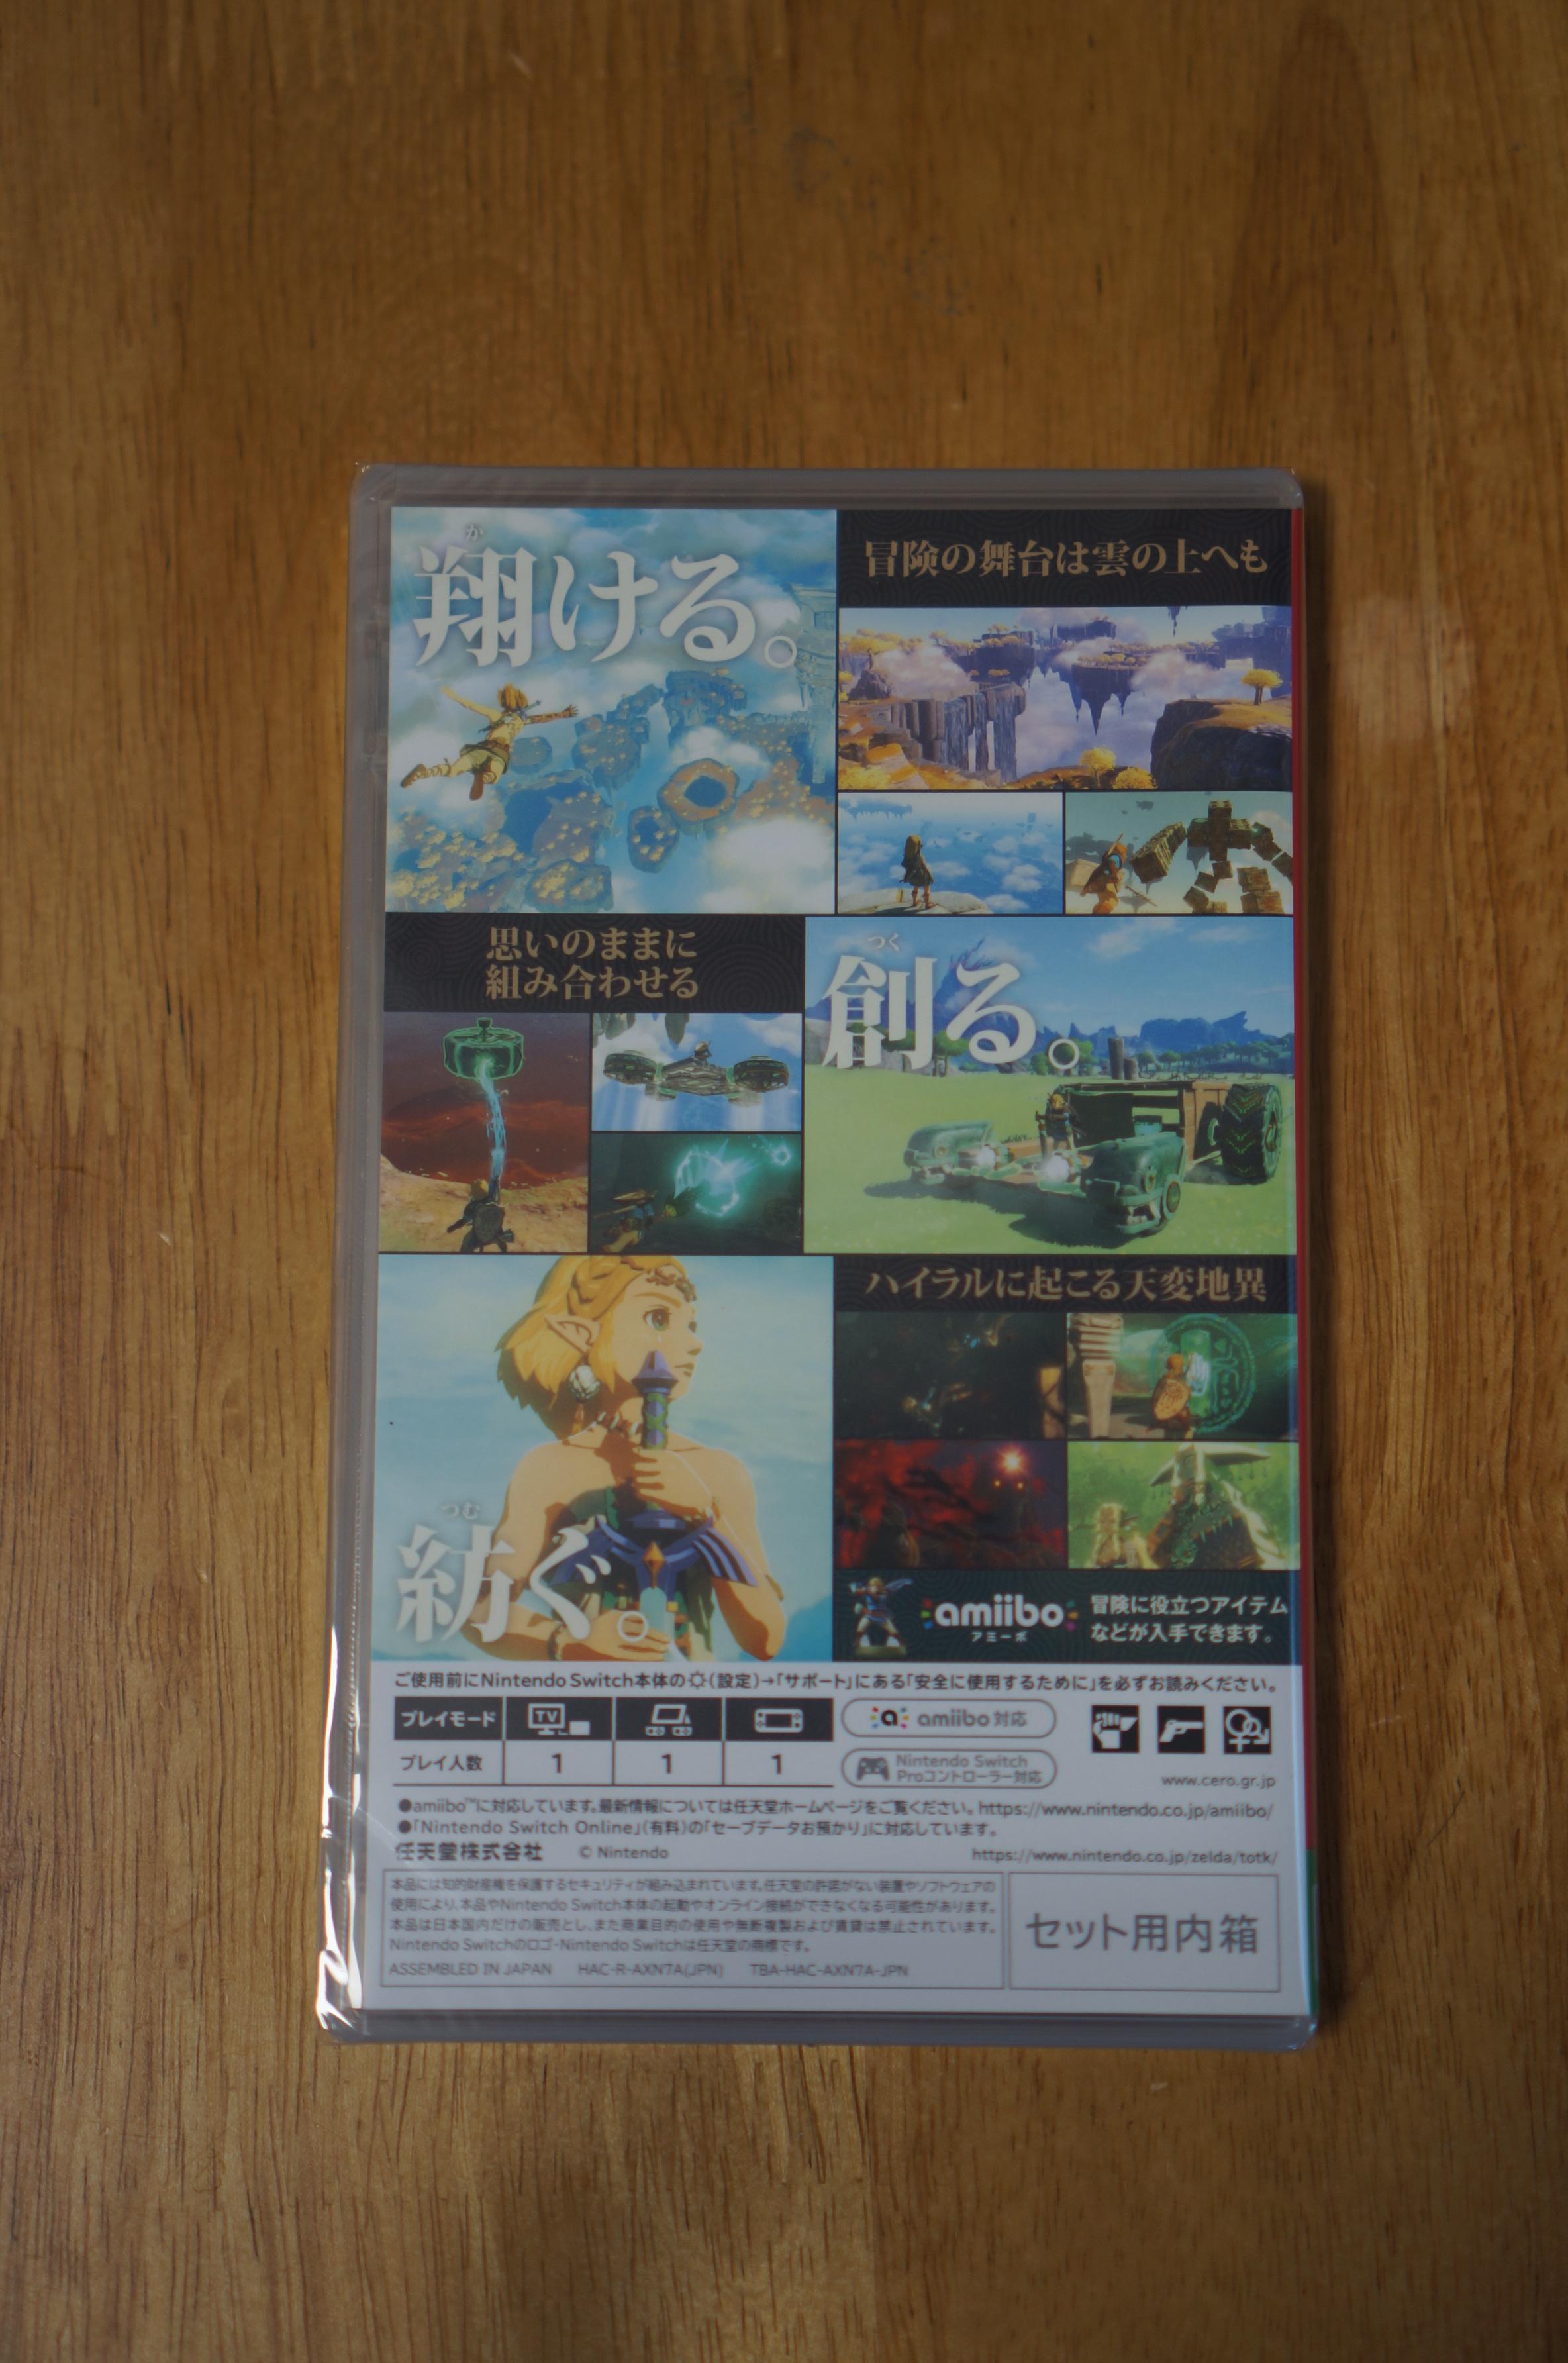 か
翔ける。
冒険の舞台は雲の上へも
思いのままに
組み合わせる
つく
創る。
つむ
紡ぐ。
ハイラルに起こる天変地異
amiibo
アミーボ
冒険に役立つアイテム
などが入手できます。
ご使用前にNintendo Switch本体の(設定)→「サポート」にある「安全に使用するために」を必ずお読みください。
プレイモード TV
プレイ人数 1 1 1
a amiibo 対応
Nintendo Switch
Proコントローラー対応
www.cero.gr.jp
●amiibo™に対応しています。最新情報については任天堂ホームページをご覧ください。https://www.nintendo.co.jp/amiibo/
●「Nintendo Switch Online」(有料)の「セーブデータお預かり」に対応しています。
任天堂株式会社 © Nintendo https://www.nintendo.co.jp/zelda/totk/
本品には知的財産権を保護するセキュリティが組み込まれています。任天堂の許諾がない装置やソフトウェアの
使用により、本品やNintendo Switch本体の起動やオンライン接続ができなくなる可能性があります。
本品は日本国内だけの販売とし、また商業目的の使用や無断複製および賃貸は禁止されています。
Nintendo Switchのロゴ・Nintendo Switchは任天堂の商標です。
ASSEMBLED IN JAPAN HAC-R-AXN7A(JPN) TBA-HAC-AXN7A-JPN
セット用内箱